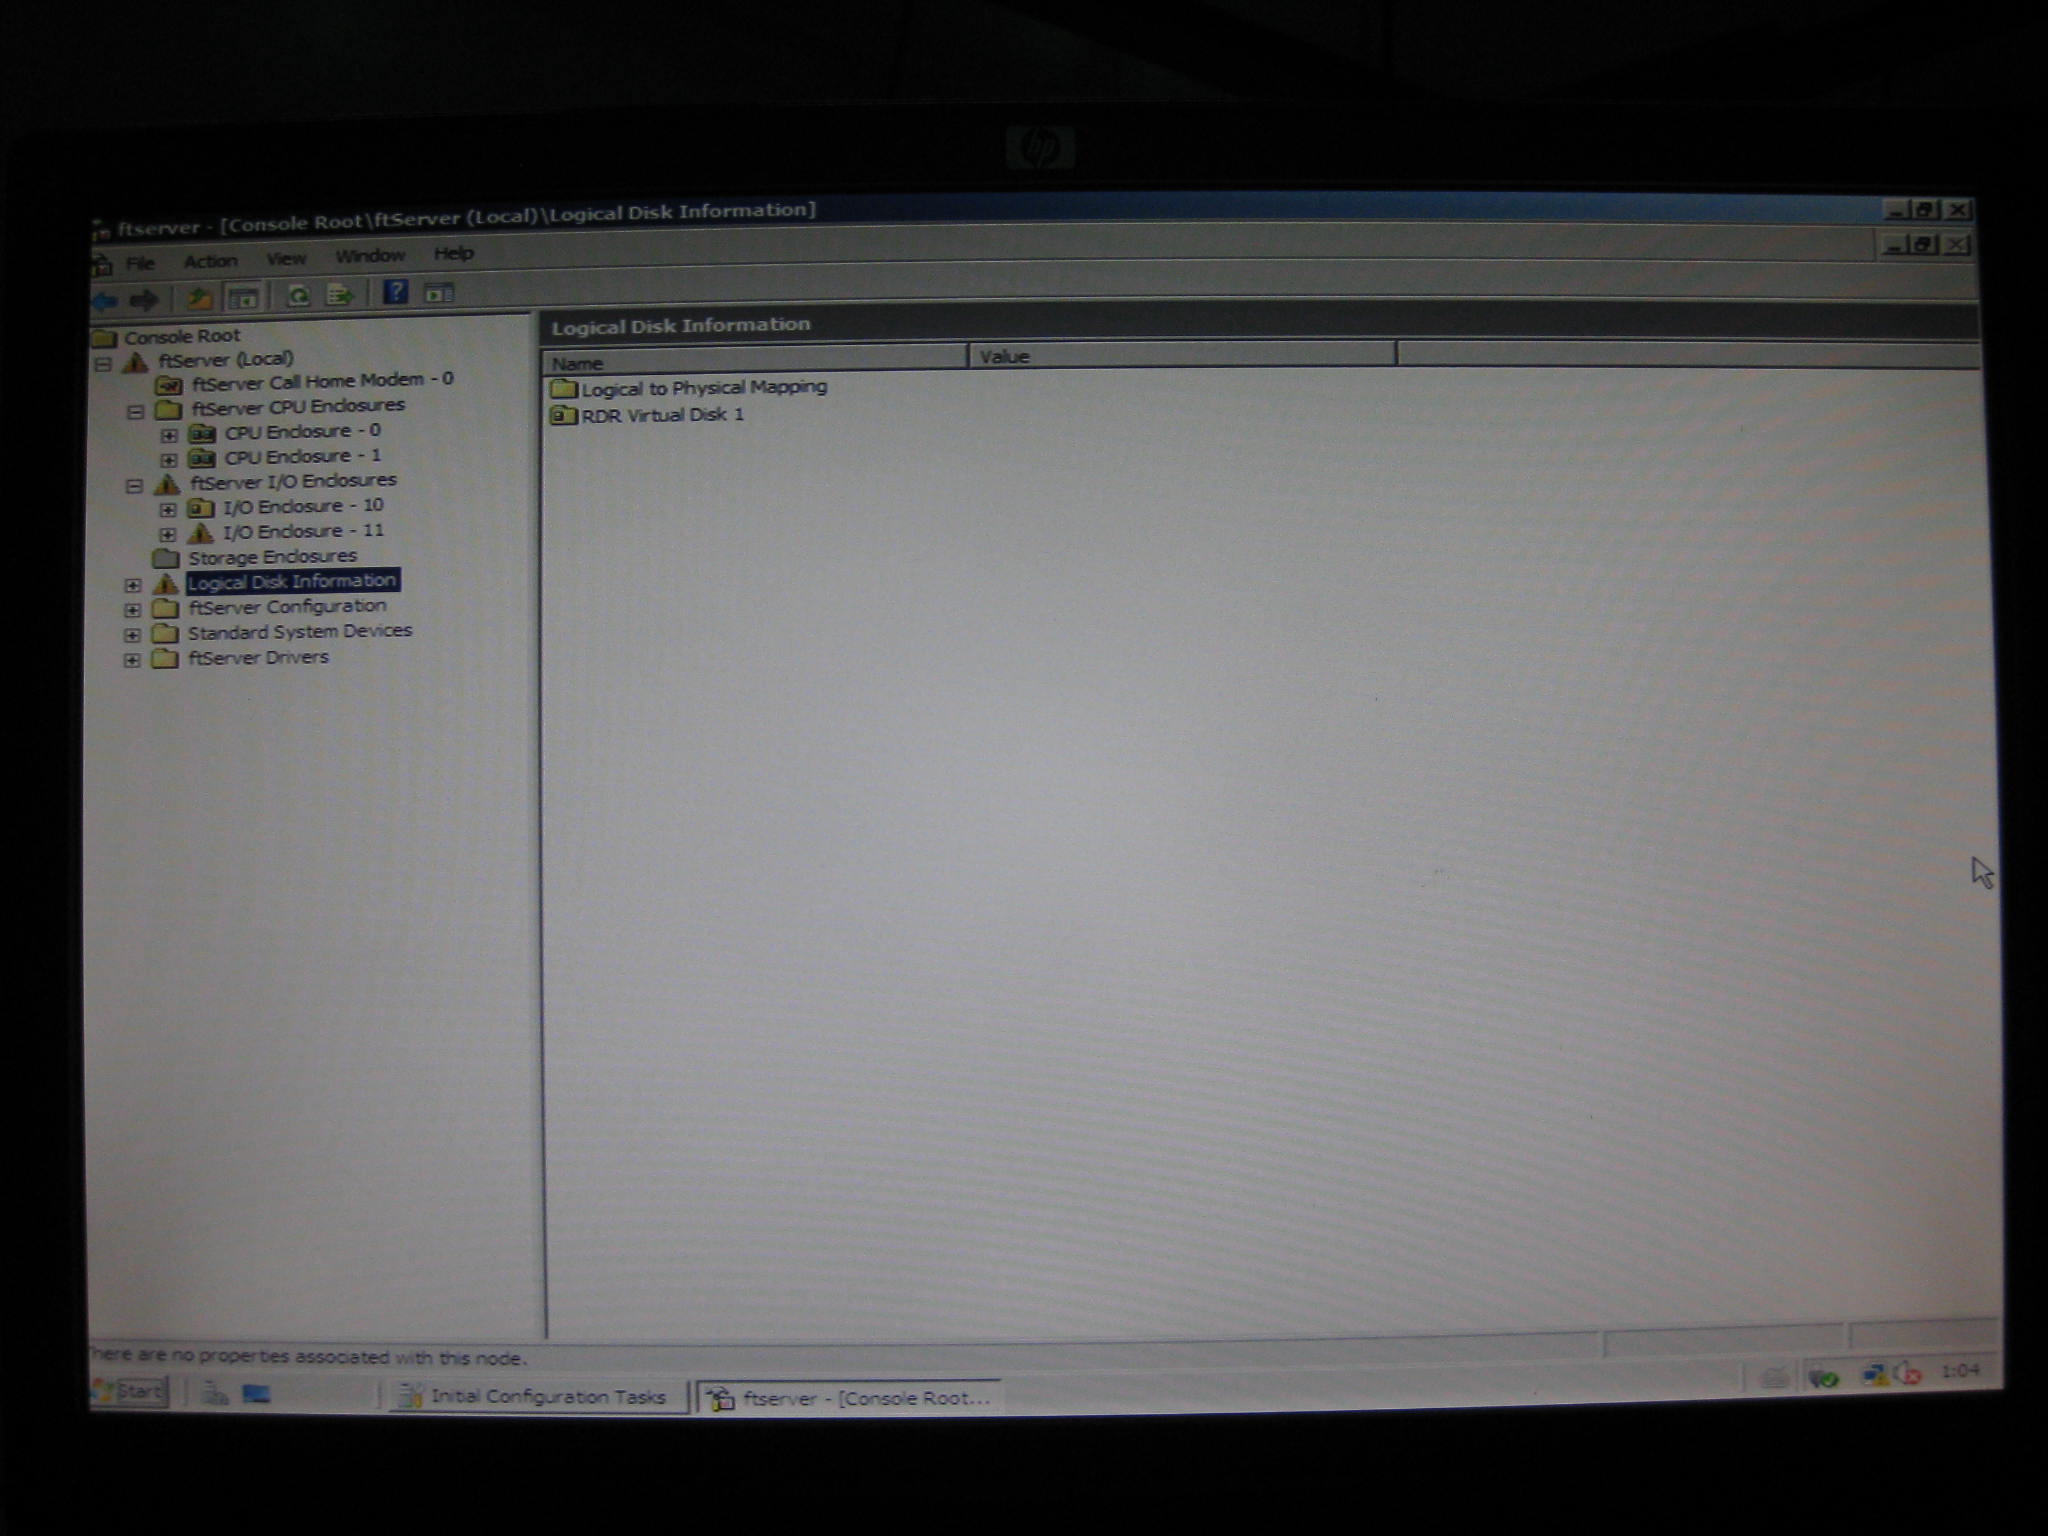 hp
ftserver - [Console Root\ftServer (Local)\Logical Disk Information]
File Action View Window Help
Console Root
ftServer (Local)
ftServer Call Home Modem - 0
ftServer CPU Enclosures
CPU Enclosure - 0
CPU Enclosure - 1
ftServer I/O Enclosures
I/O Enclosure - 10
I/O Enclosure - 11
Storage Enclosures
Logical Disk Information
ftServer Configuration
Standard System Devices
ftServer Drivers
Logical Disk Information
Name Value
Logical to Physical Mapping
RDR Virtual Disk 1
There are no properties associated with this node.
Start Initial Configuration Tasks ftserver - [Console Root... 1:04